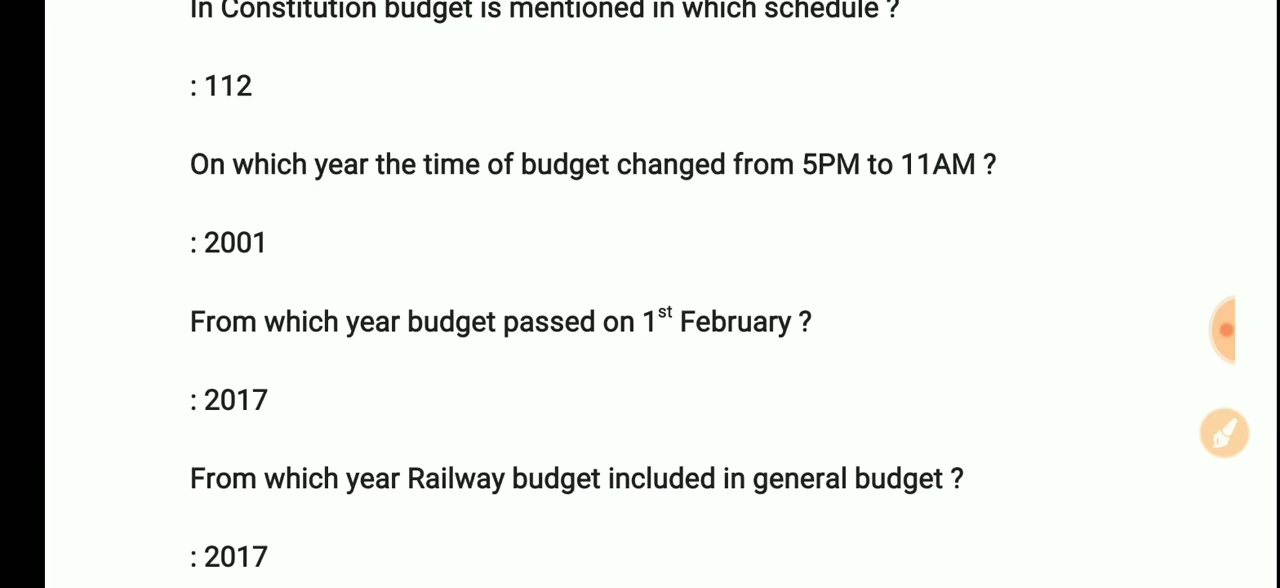 In Constitution budget is mentioned in which schedule ?
: 112
On which year the time of budget changed from 5PM to 11AM ?
: 2001
From which year budget passed on 1st February ?
: 2017
From which year Railway budget included in general budget ?
: 2017